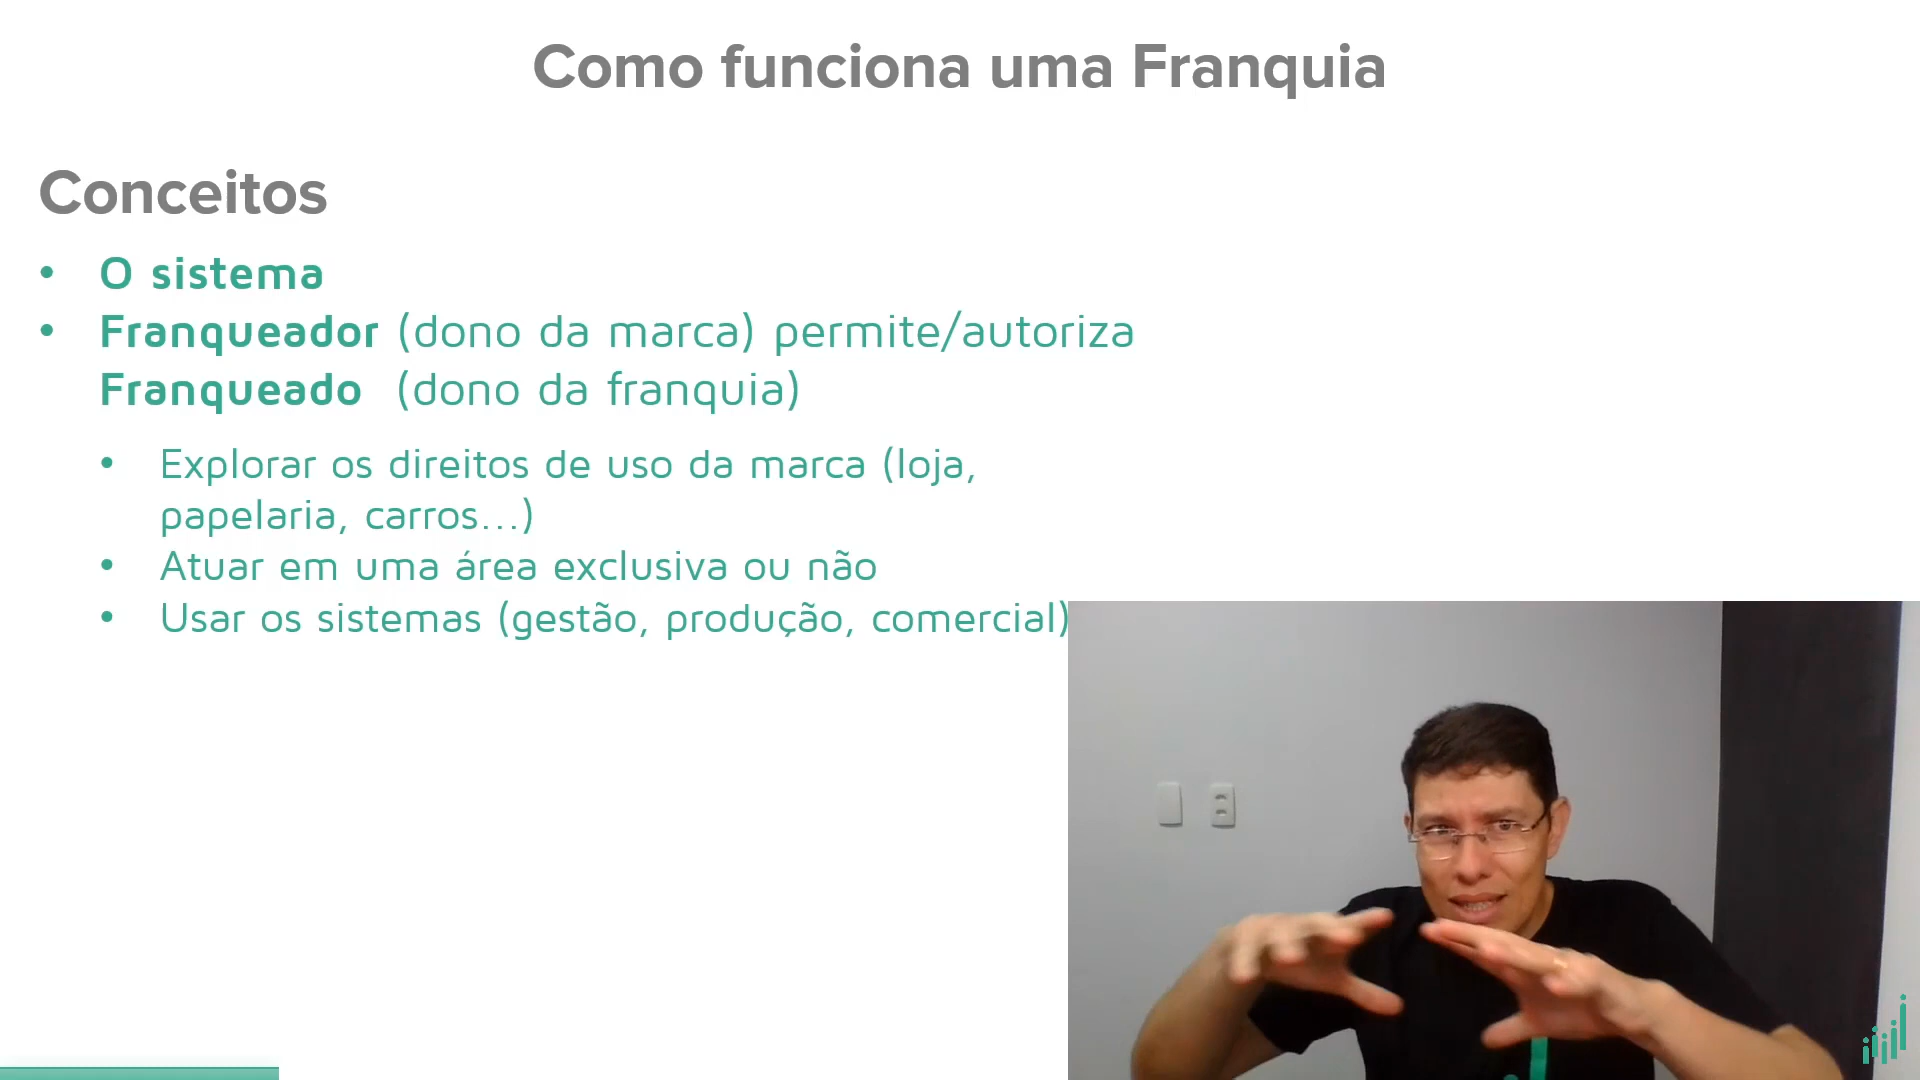 Como funciona uma Franquia
Conceitos
• O sistema
• Franqueador (dono da marca) permite/autoriza
Franqueado (dono da franquia)
• Explorar os direitos de uso da marca (loja,
papelaria, carros...)
• Atuar em uma área exclusiva ou não
• Usar os sistemas (gestão, produção, comercial)